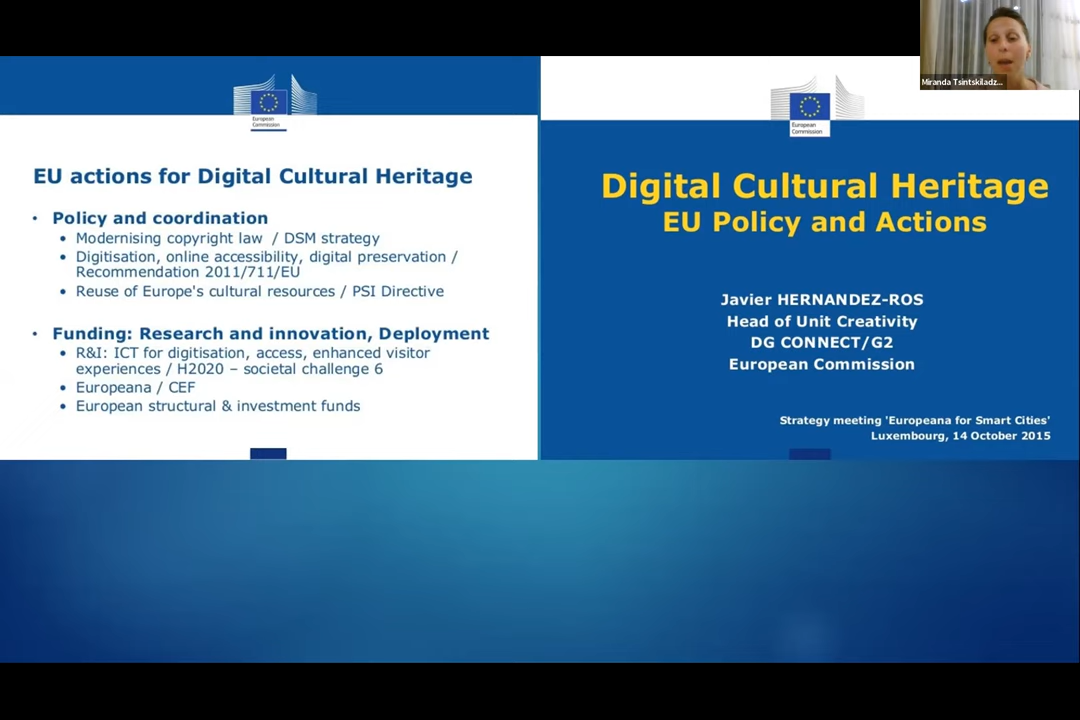 Miranda Tsintskiladz...
European
Commission
EU actions for Digital Cultural Heritage
• Policy and coordination
• Modernising copyright law / DSM strategy
• Digitisation, online accessibility, digital preservation /
Recommendation 2011/711/EU
• Reuse of Europe's cultural resources / PSI Directive
• Funding: Research and innovation, Deployment
• R&I: ICT for digitisation, access, enhanced visitor
experiences / H2020 – societal challenge 6
• Europeana / CEF
• European structural & investment funds
European
Commission
Digital Cultural Heritage
EU Policy and Actions
Javier HERNANDEZ-ROS
Head of Unit Creativity
DG CONNECT/G2
European Commission
Strategy meeting 'Europeana for Smart Cities'
Luxembourg, 14 October 2015